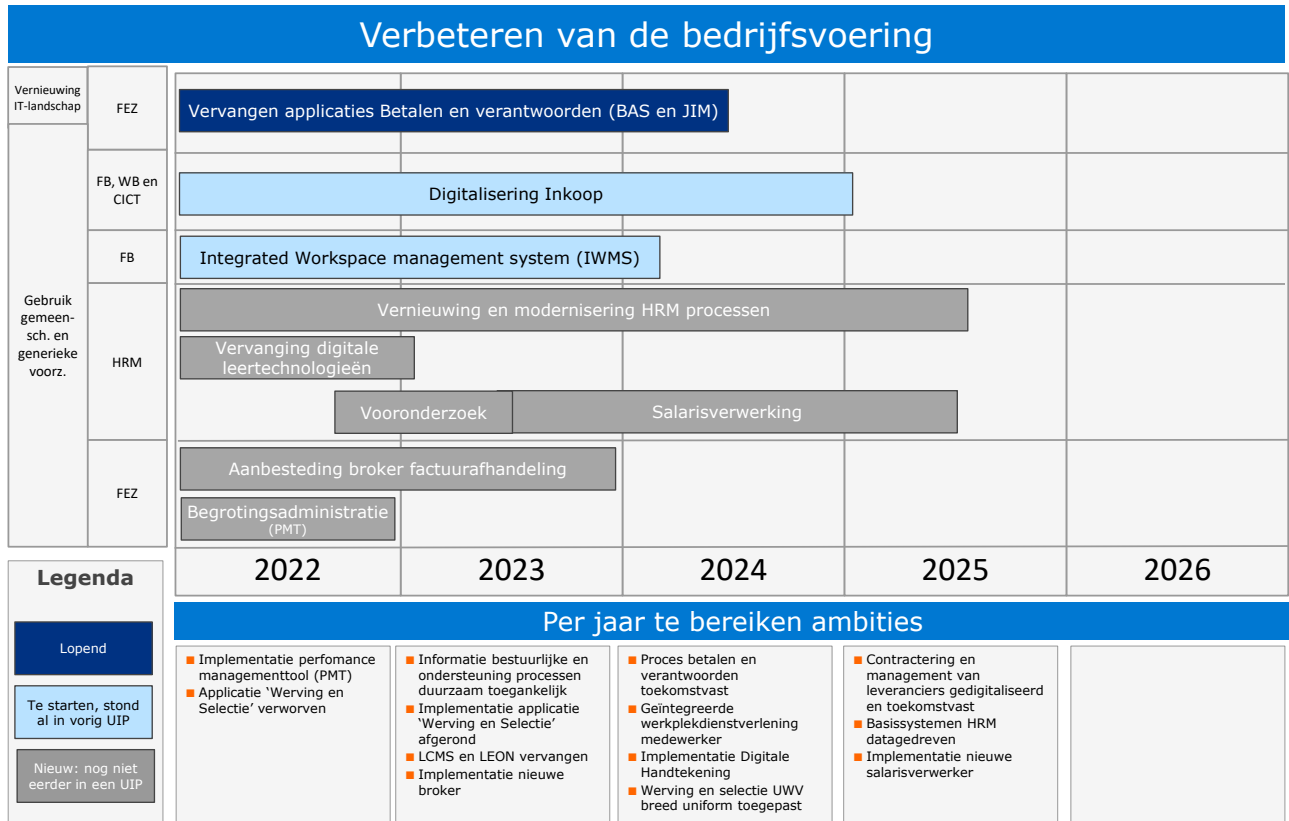 Verbeteren van de bedrijfsvoering
Vernieuwing
IT-landschap
FEZ
Vervangen applicaties Betalen en verantwoorden (BAS en JIM)
Gebruik
gemeen-
sch. en
generieke
voorz.
FB, WB en
CICT
Digitalisering Inkoop
FB
Integrated Workspace management system (IWMS)
HRM
Vernieuwing en modernisering HRM processen
Vervanging digitale
leertechnologieën
Vooronderzoek
Salarisverwerking
FEZ
Aanbesteding broker factuurafhandeling
Begrotingsadministratie
(PMT)
2022
2023
2024
2025
2026
Legenda
Lopend
Te starten, stond
al in vorig UIP
Nieuw: nog niet
eerder in een UIP
Per jaar te bereiken ambities
■ Implementatie perfomance
managementtool (PMT)
■ Applicatie ‘Werving en
Selectie’ verworven
■ Informatie bestuurlijke en
ondersteuning processen
duurzaam toegankelijk
■ Implementatie applicatie
‘Werving en Selectie’
afgerond
■ LCMS en LEON vervangen
■ Implementatie nieuwe
broker
■ Proces betalen en
verantwoorden
toekomstvast
■ Geïntegreerde
werkplekdienstverlening
medewerker
■ Implementatie Digitale
Handtekening
■ Werving en selectie UWV
breed uniform toegepast
■ Contractering en
management van
leveranciers gedigitaliseerd
en toekomstvast
■ Basissystemen HRM
datagedreven
■ Implementatie nieuwe
salarisverwerker